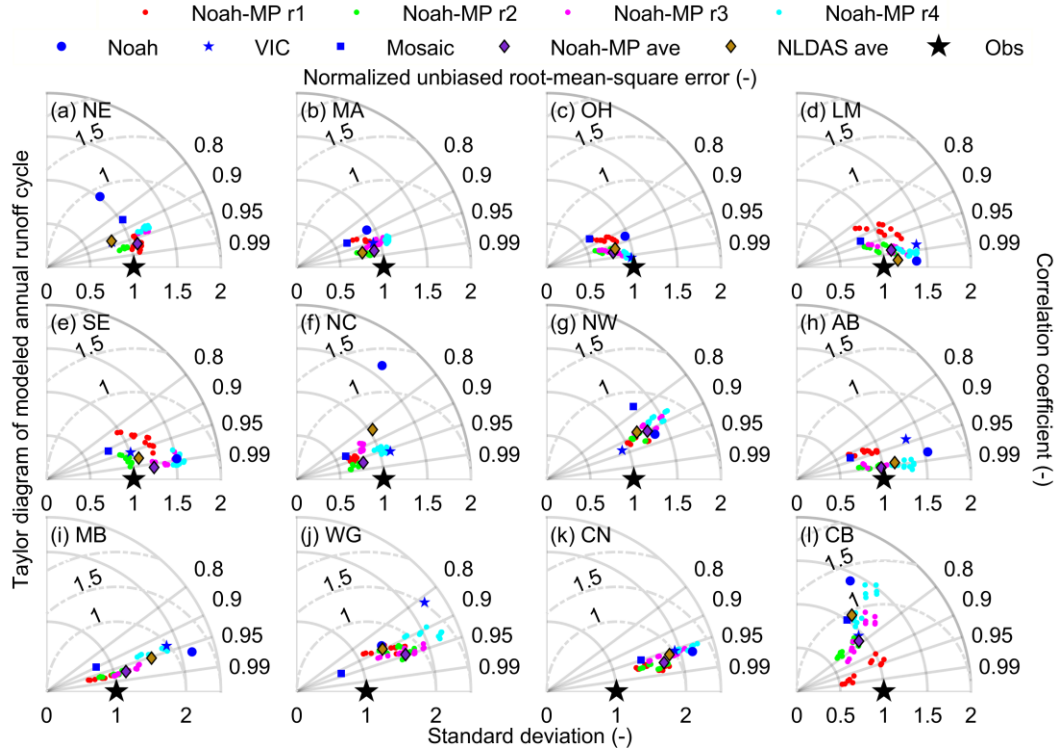 Noah-MP r1 Noah-MP r2 Noah-MP r3 Noah-MP r4
Noah VIC Mosaic Noah-MP ave NLDAS ave Obs
Normalized unbiased root-mean-square error (-)
Taylor diagram of modeled annual runoff cycle
(a) NE
1.5
1
0.8
0.9
0.95
0.99
0 0.5 1 1.5 2
(b) MA
1.5
1
0.8
0.9
0.95
0.99
0 0.5 1 1.5 2
(c) OH
1.5
1
0.8
0.9
0.95
0.99
0 0.5 1 1.5 2
(d) LM
1.5
1
0.8
0.9
0.95
0.99
0 0.5 1 1.5 2
(e) SE
1.5
1
0.8
0.9
0.95
0.99
0 0.5 1 1.5 2
(f) NC
1.5
1
0.8
0.9
0.95
0.99
0 0.5 1 1.5 2
(g) NW
1.5
1
0.8
0.9
0.95
0.99
0 0.5 1 1.5 2
(h) AB
1.5
1
0.8
0.9
0.95
0.99
0 0.5 1 1.5 2
(i) MB
1.5
1
0.8
0.9
0.95
0.99
0 1 2
(j) WG
1.5
1
0.8
0.9
0.95
0.99
0 1 2
(k) CN
1.5
1
0.8
0.9
0.95
0.99
0 1 2
(l) CB
1.5
1
0.8
0.9
0.95
0.99
0 0.5 1 1.5 2
Correlation coefficient (-)
Standard deviation (-)